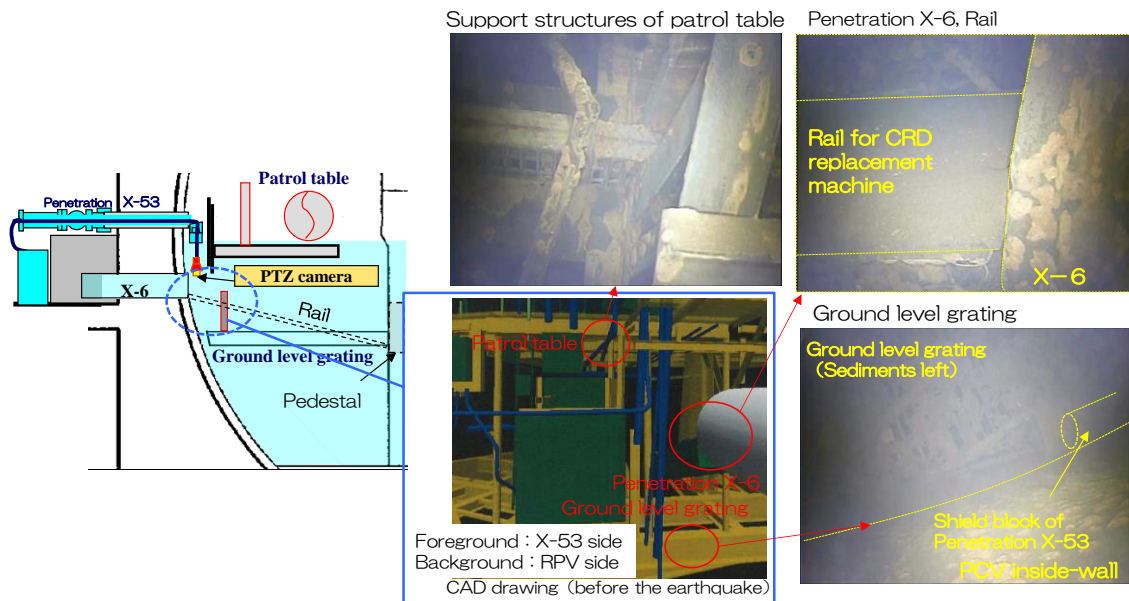 Support structures of patrol table
Penetration X-6, Rail
Patrol table
Penetration X-53
PTZ camera
X-6
Rail
Ground level grating
Pedestal
Rail for CRD
replacement
machine
X-6
Patrol table
Penetration X-6
Ground level grating
Foreground：X-53 side
Background：RPV side
CAD drawing（before the earthquake）
Ground level grating
Ground level grating
(Sediments left)
Shield block of
Penetration X-53
PCV inside-wall